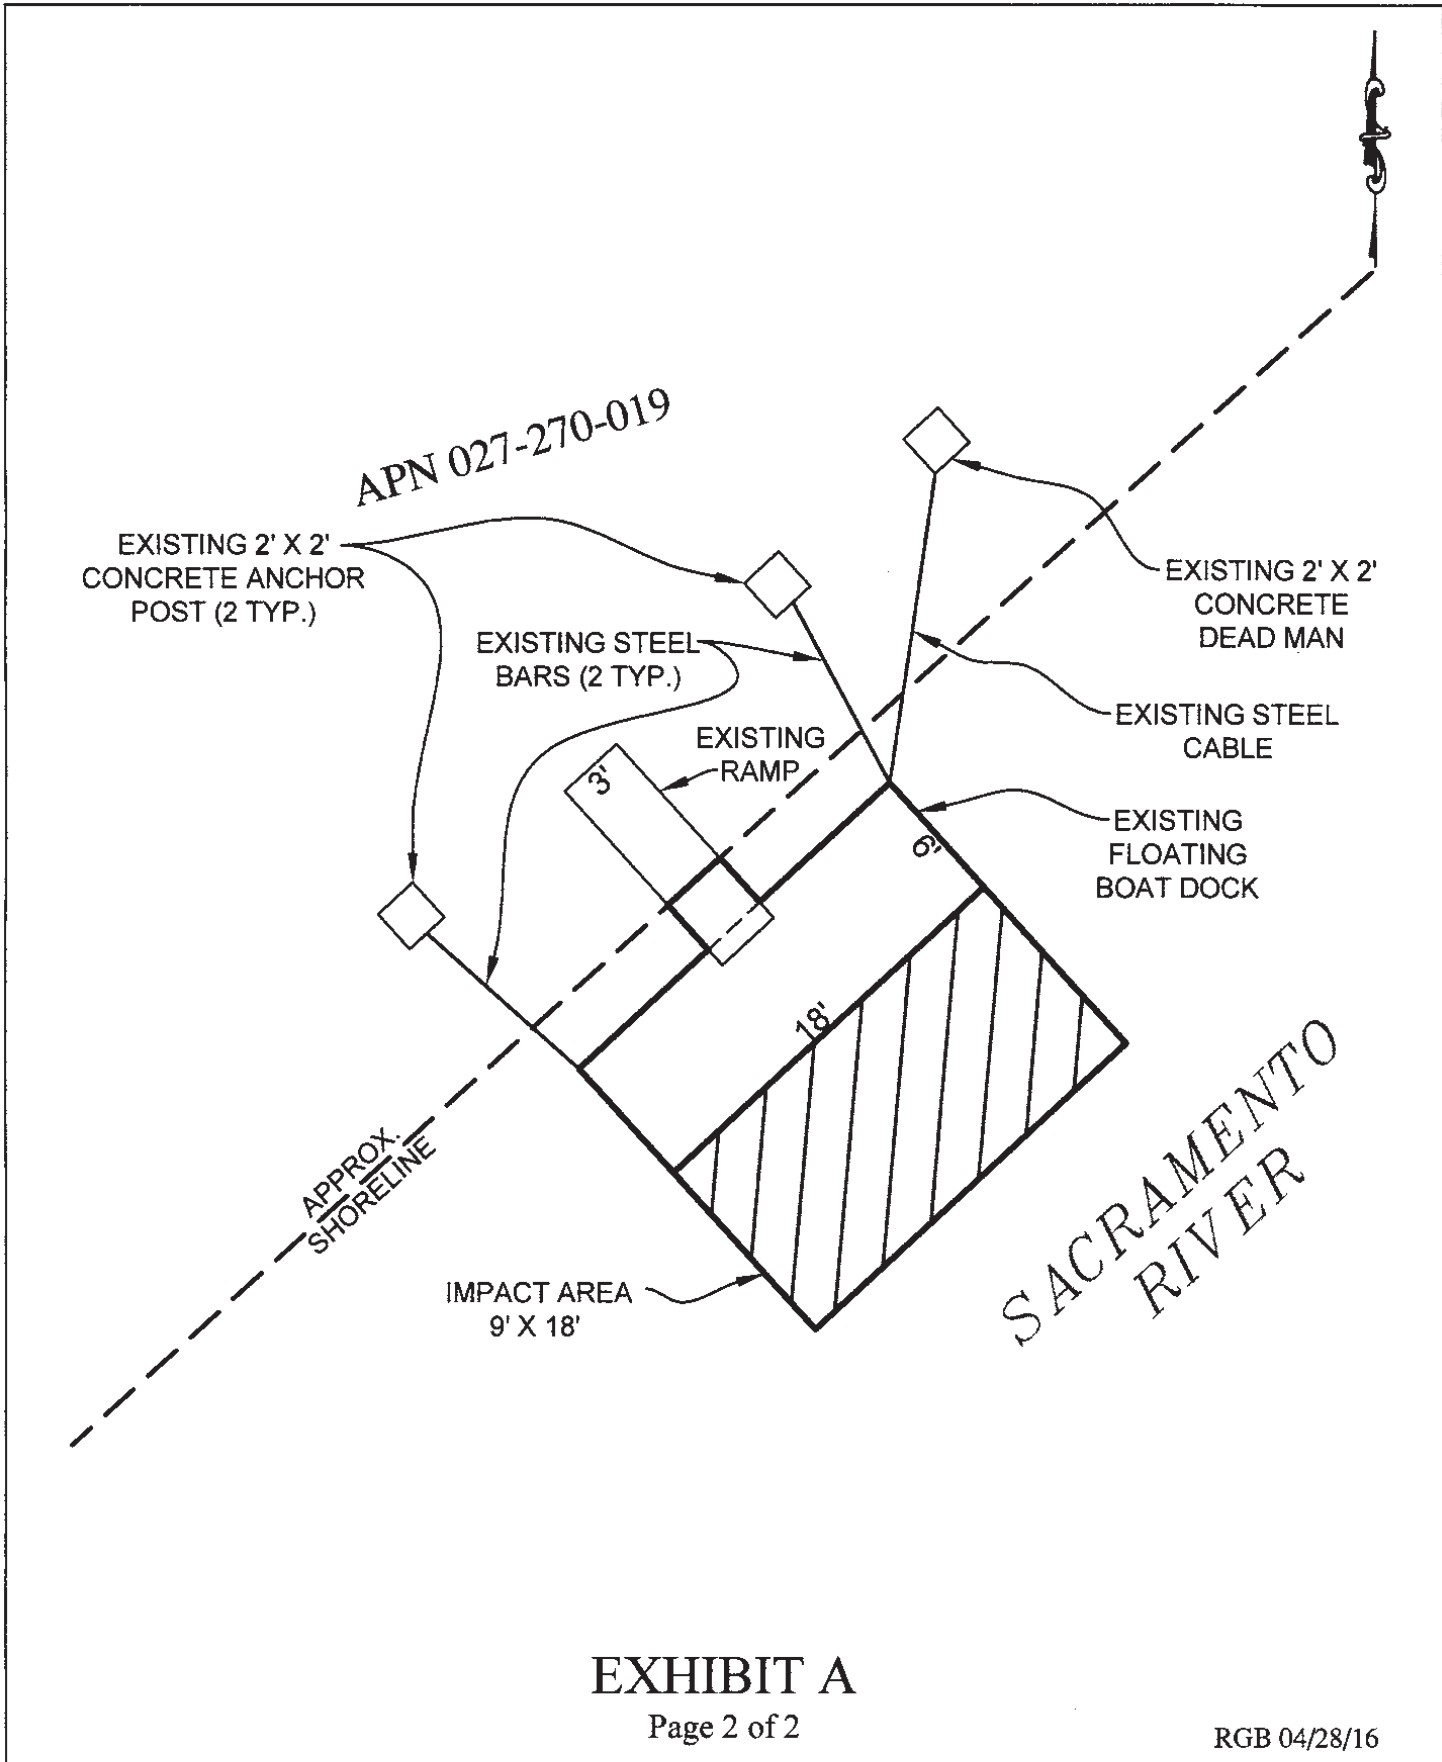 APN 027-270-019
EXISTING 2' X 2'
CONCRETE ANCHOR
POST (2 TYP.)
EXISTING STEEL
BARS (2 TYP.)
EXISTING
RAMP
3'
EXISTING 2' X 2'
CONCRETE
DEAD MAN
EXISTING STEEL
CABLE
EXISTING
FLOATING
BOAT DOCK
6'
18'
APPROX.
SHORELINE
IMPACT AREA
9' X 18'
SACRAMENTO
RIVER
EXHIBIT A
Page 2 of 2
RGB 04/28/16